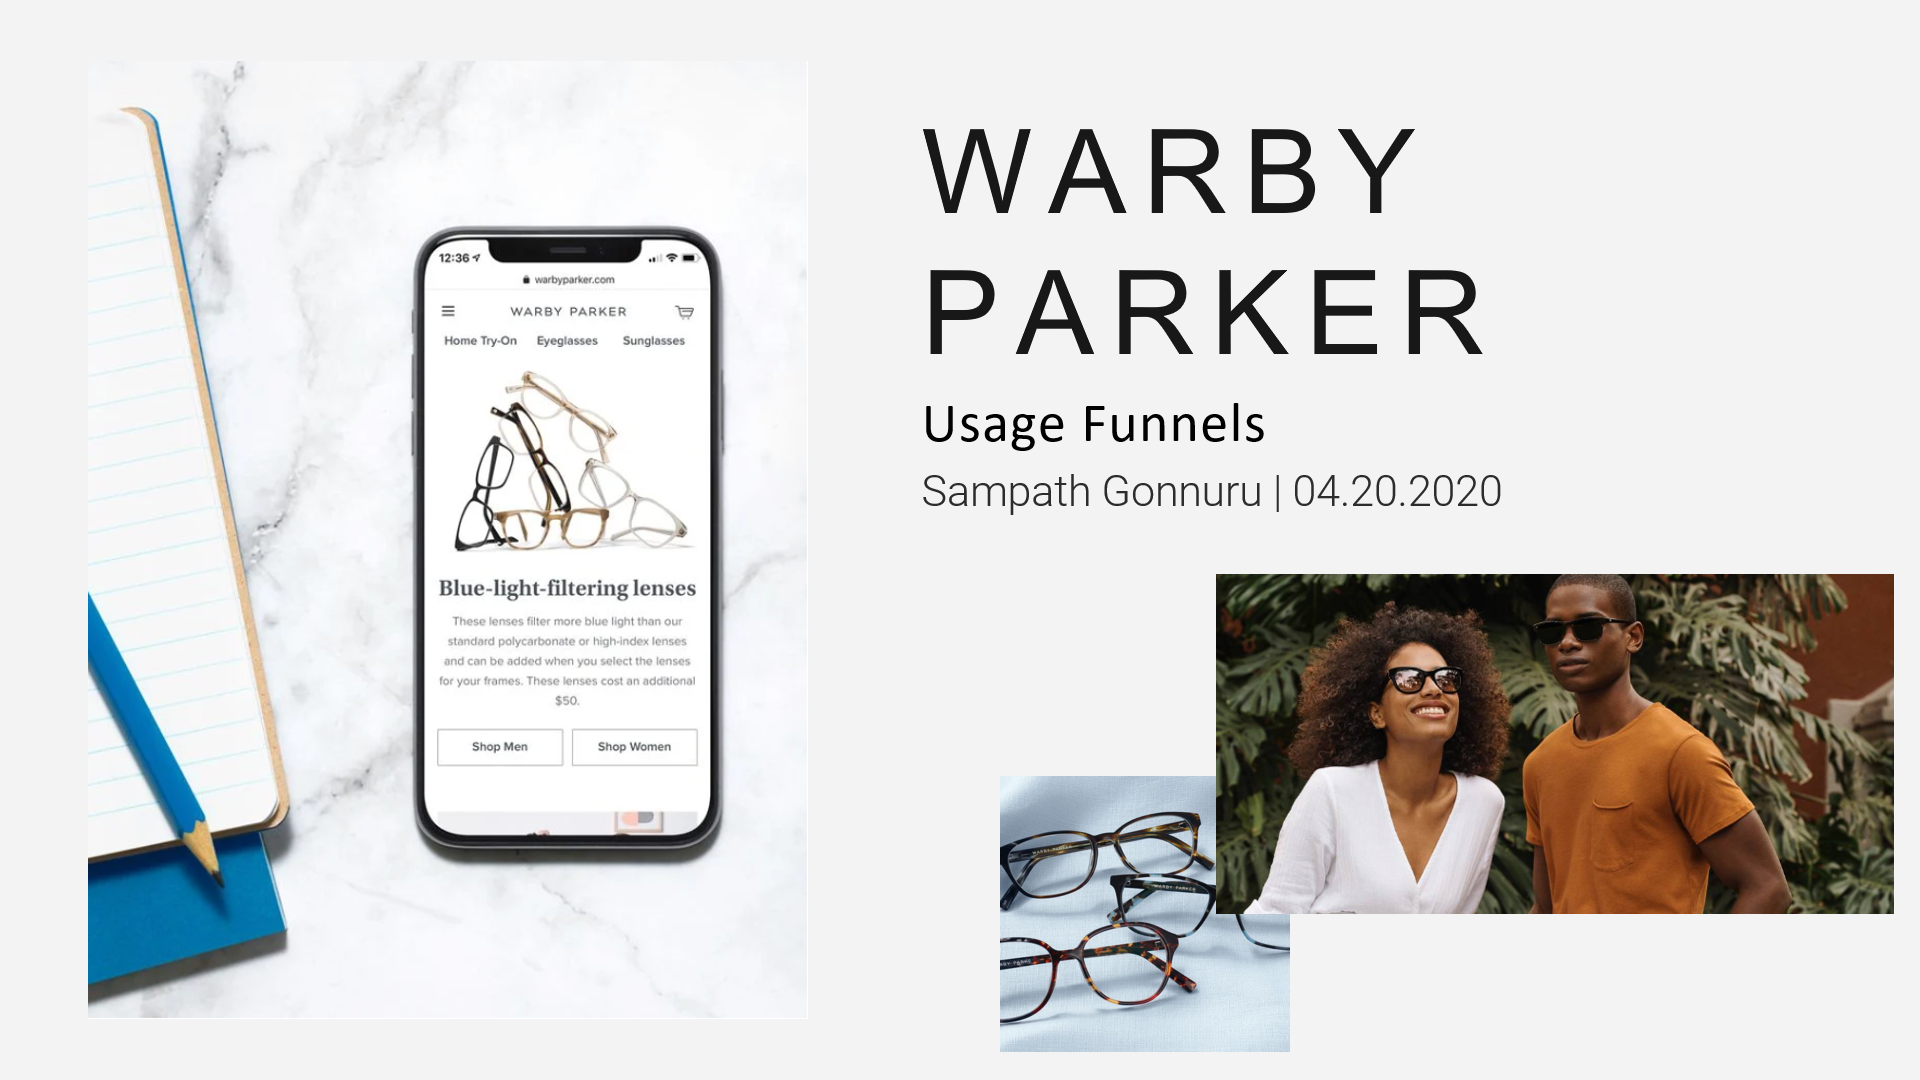 12:36
warbyparker.com
WARBY PARKER
Home Try-On Eyeglasses Sunglasses
Blue-light-filtering lenses
These lenses filter more blue light than our
standard polycarbonate or high-index lenses
and can be added when you select the lenses
for your frames. These lenses cost an additional
$50.
Shop Men Shop Women
WARBY
PARKER
Usage Funnels
Sampath Gonnuru | 04.20.2020
WARBY PARKER
WARBY PARKER